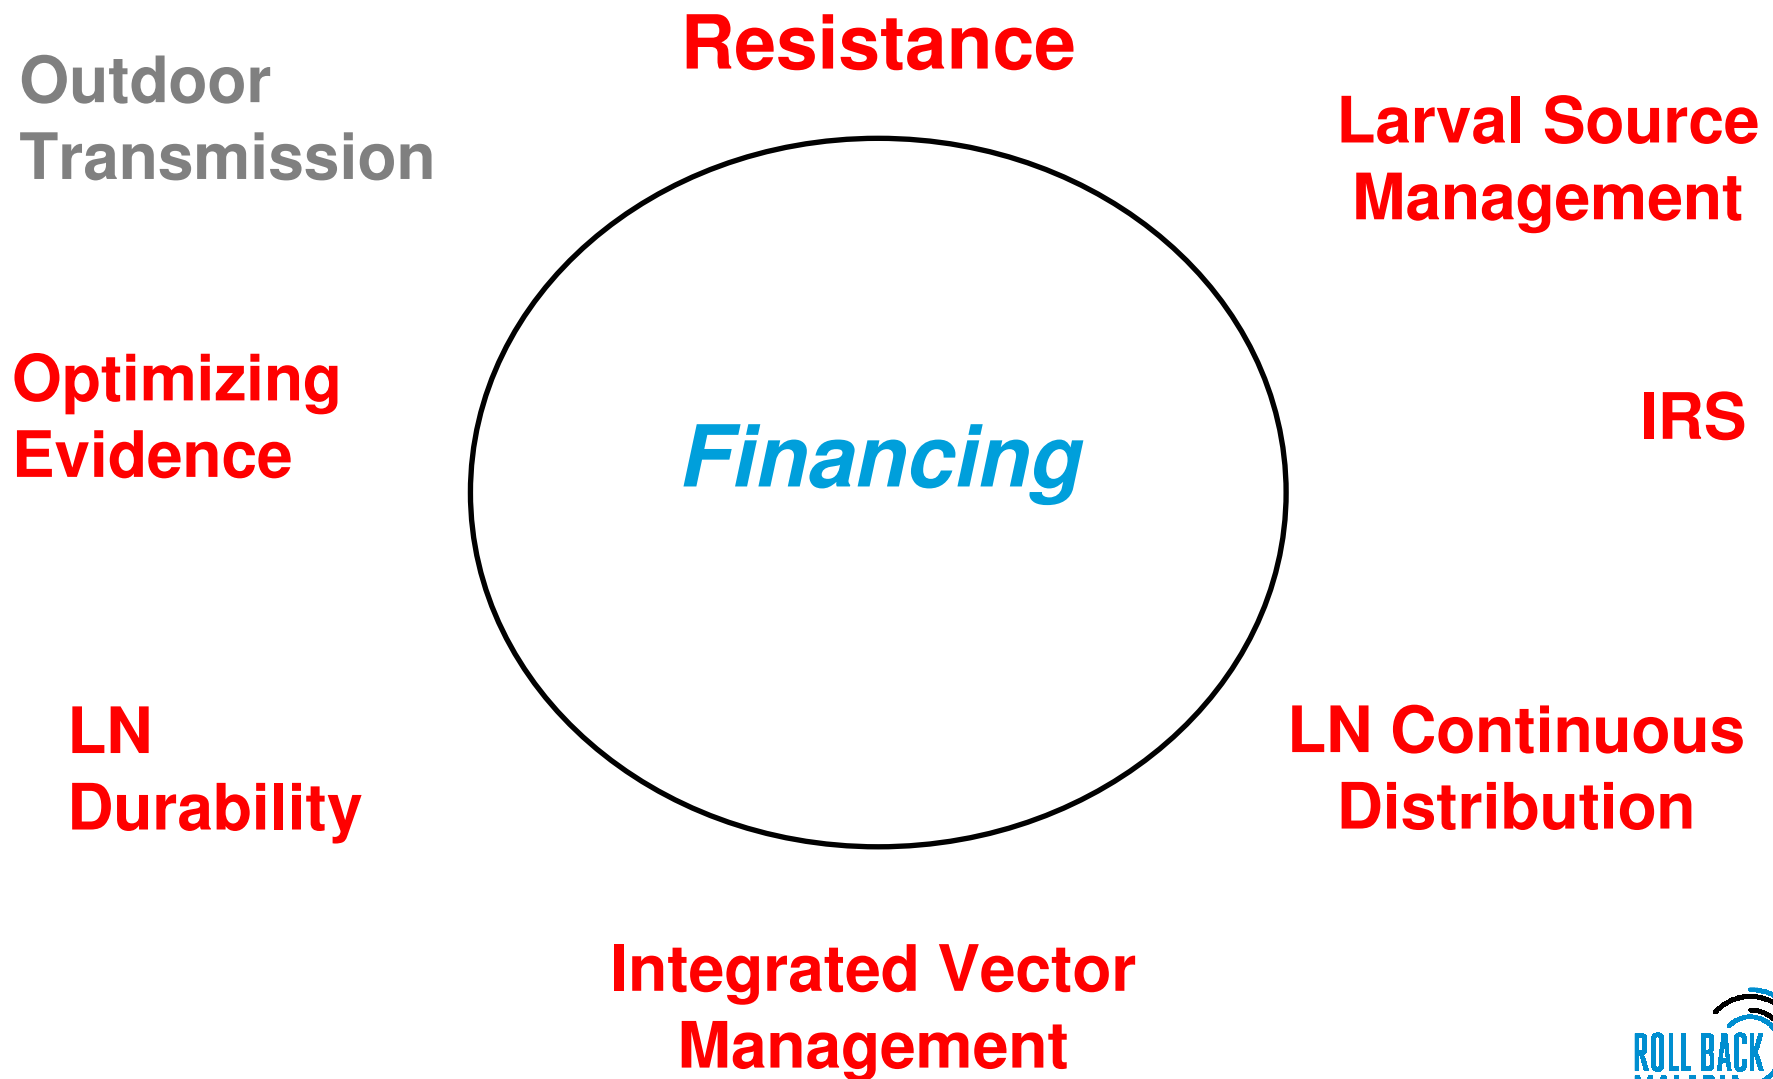 Resistance
Outdoor
Transmission
Larval Source
Management
Optimizing
Evidence
IRS
Financing
LN
Durability
LN Continuous
Distribution
Integrated Vector
Management
ROLL BACK